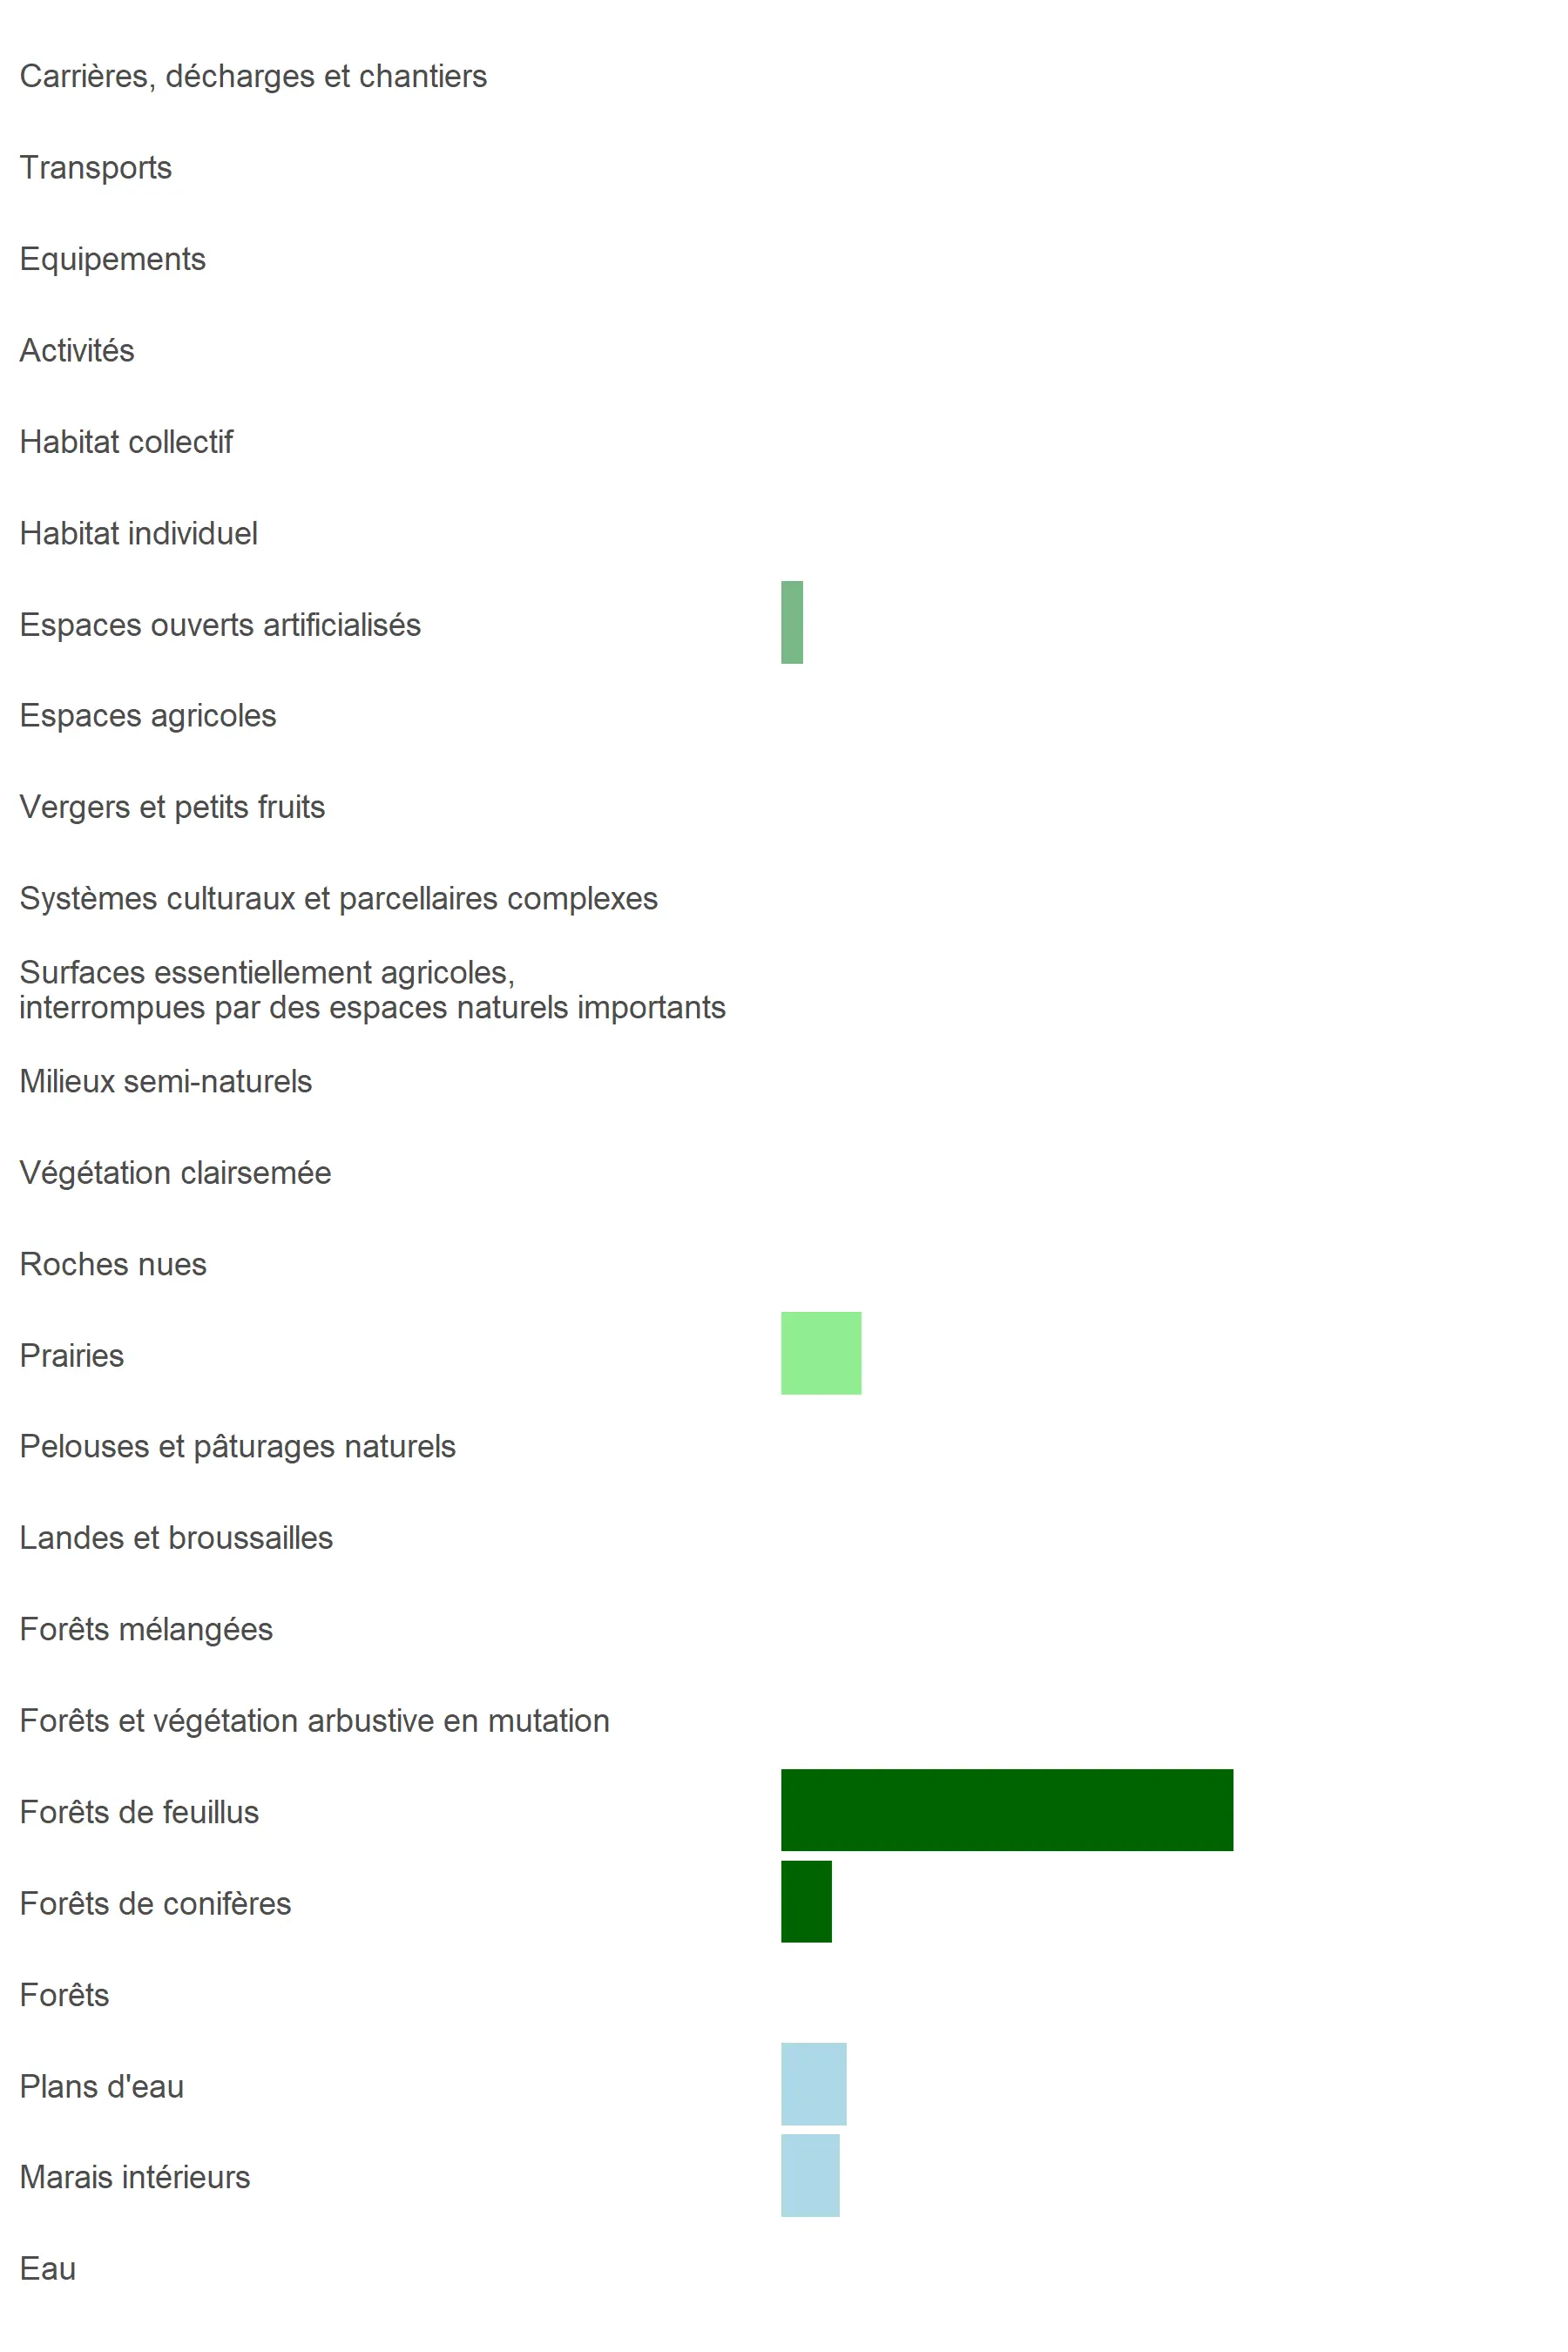 Carrières, décharges et chantiers
Transports
Equipements
Activités
Habitat collectif
Habitat individuel
Espaces ouverts artificialisés
Espaces agricoles
Vergers et petits fruits
Systèmes culturaux et parcellaires complexes
Surfaces essentiellement agricoles,
interrompues par des espaces naturels importants
Milieux semi-naturels
Végétation clairsemée
Roches nues
Prairies
Pelouses et pâturages naturels
Landes et broussailles
Forêts mélangées
Forêts et végétation arbustive en mutation
Forêts de feuillus
Forêts de conifères
Forêts
Plans d'eau
Marais intérieurs
Eau